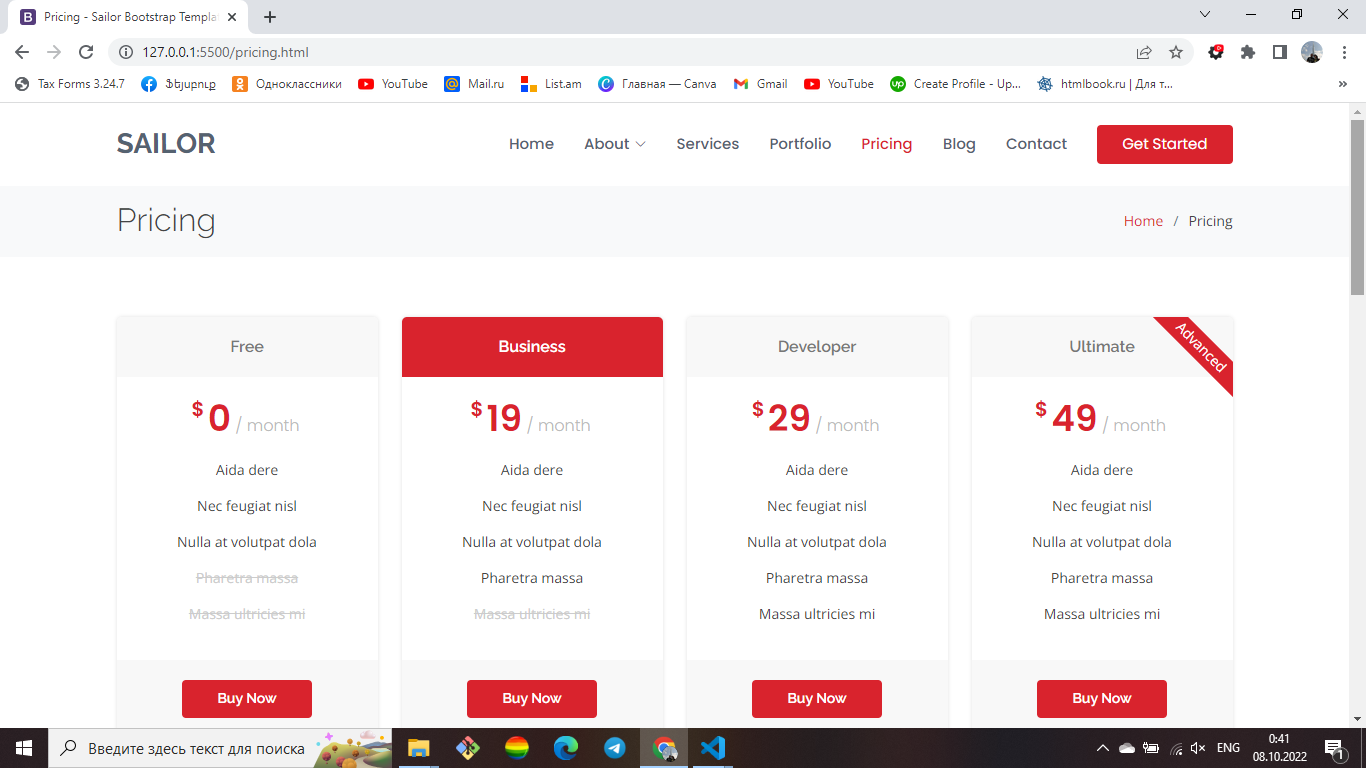 Pricing - Sailor Bootstrap Templa
127.0.0.1:5500/pricing.html
Tax Forms 3.24.7 Ֆեյսբուք Одноклассники YouTube Mail.ru List.am Главная — Canva Gmail YouTube Create Profile - Up... htmlbook.ru | Для т... »
SAILOR Home About Services Portfolio Pricing Blog Contact Get Started
Pricing Home / Pricing
Free Business Developer Ultimate Advanced
$ 0 / month $ 19 / month $ 29 / month $ 49 / month
Aida dere Aida dere Aida dere Aida dere
Nec feugiat nisl Nec feugiat nisl Nec feugiat nisl Nec feugiat nisl
Nulla at volutpat dola Nulla at volutpat dola Nulla at volutpat dola Nulla at volutpat dola
Pharetra massa Pharetra massa Pharetra massa Pharetra massa
Massa ultricies mi Massa ultricies mi Massa ultricies mi Massa ultricies mi
Buy Now Buy Now Buy Now Buy Now
Введите здесь текст для поиска ENG 0:41
08.10.2022 1